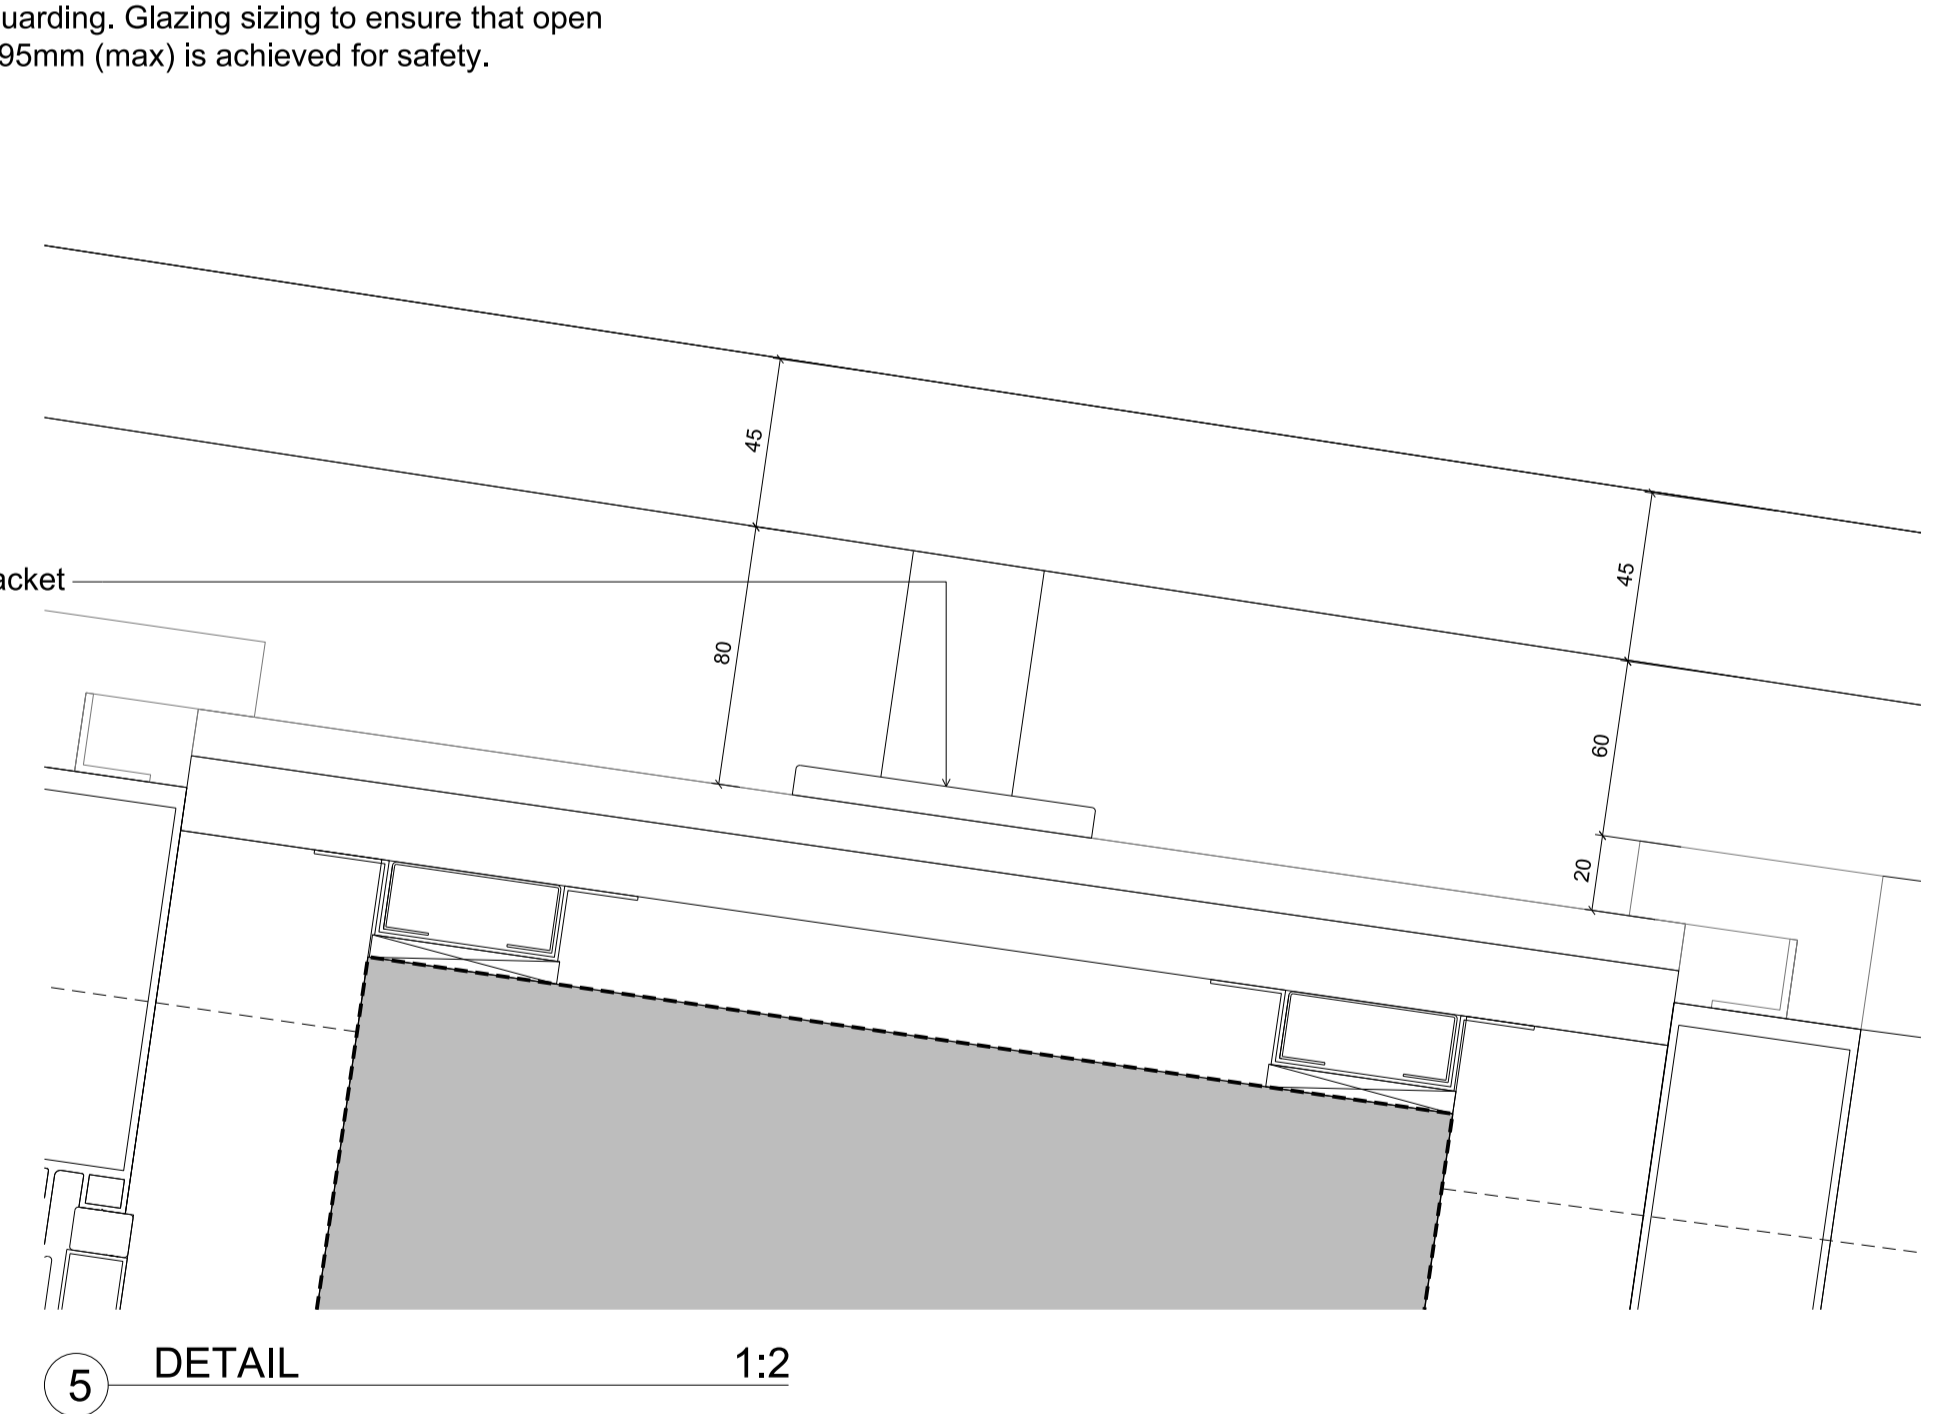 uarding. Glazing sizing to ensure that open
95mm (max) is achieved for safety.
45
45
acket
80
60
20
5 DETAIL 1:2